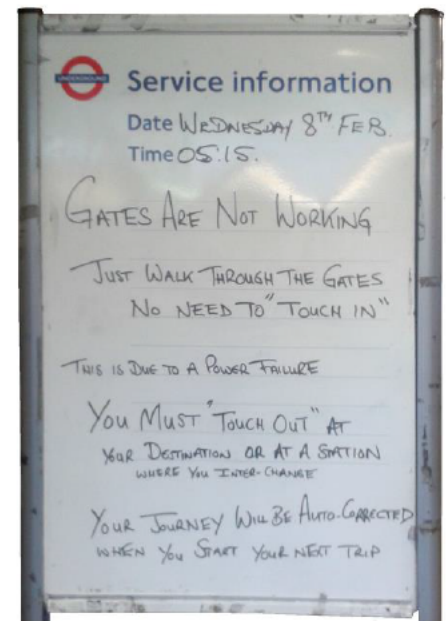 UNDERGROUND
Service information
Date WEDNESDAY 8TH FEB.
Time 05:15.
GATES ARE NOT WORKING
JUST WALK THROUGH THE GATES
NO NEED TO "TOUCH IN"
THIS IS DUE TO A POWER FAILURE
YOU MUST "TOUCH OUT" AT
YOUR DESTINATION OR AT A STATION
WHERE YOU INTER-CHANGE
YOUR JOURNEY WILL BE AUTO-CORRECTED
WHEN YOU START YOUR NEXT TRIP